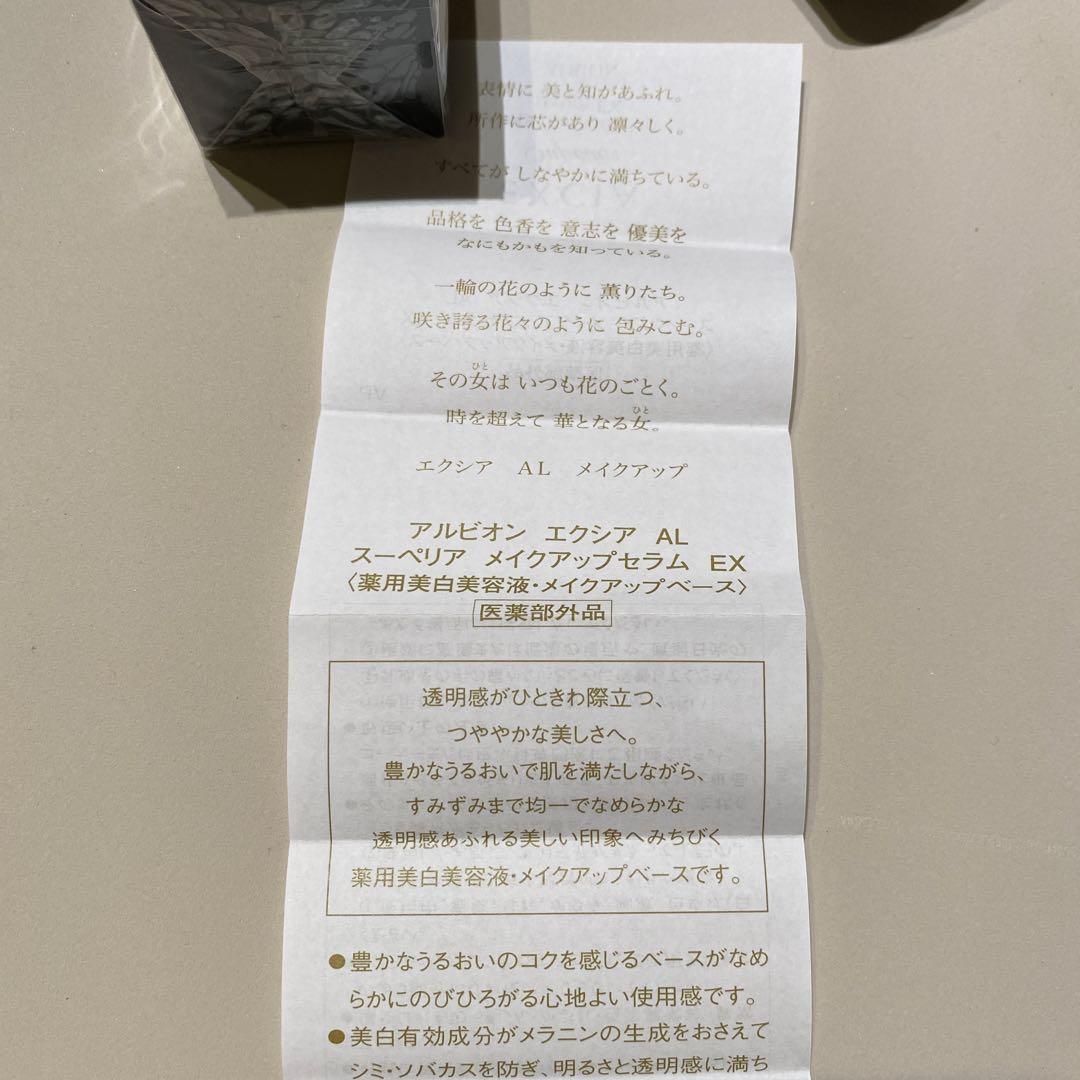 表情に 美と知があふれ。
所作に芯があり 凛々しく。
すべてが しなやかに満ちている。
品格を 色香を 意志を 優美を
なにもかもを知っている。
一輪の花のように 薫りたち。
咲き誇る花々のように 包みこむ。
その女は いつも花のごとく。
ひと
時を超えて 華となる女。
ひと
エクシア AL メイクアップ
アルビオン エクシア AL
スーペリア メイクアップセラム EX
〈薬用美白美容液・メイクアップベース〉
医薬部外品
透明感がひときわ際立つ、
つややかな美しさへ。
豊かなうるおいで肌を満たしながら、
すみずみまで均一でなめらかな
透明感あふれる美しい印象へみちびく
薬用美白美容液・メイクアップベースです。
●豊かなうるおいのコクを感じるベースがなめ
らかにのびひろがる心地よい使用感です。
●美白有効成分がメラニンの生成をおさえて
シミ・ソバカスを防ぎ、明るさと透明感に満ち